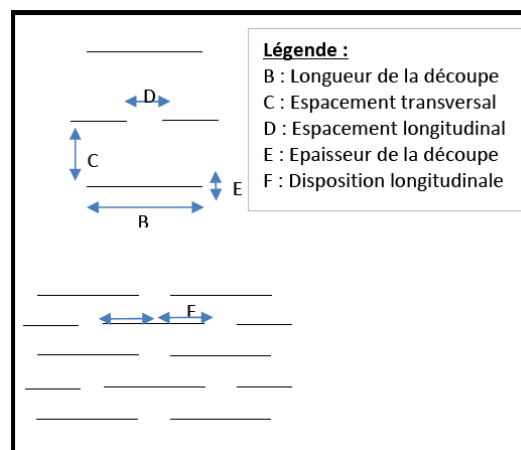 Légende :
B : Longueur de la découpe
C : Espacement transversal
D : Espacement longitudinal
E : Epaisseur de la découpe
F : Disposition longitudinale
D
C
E
B
F